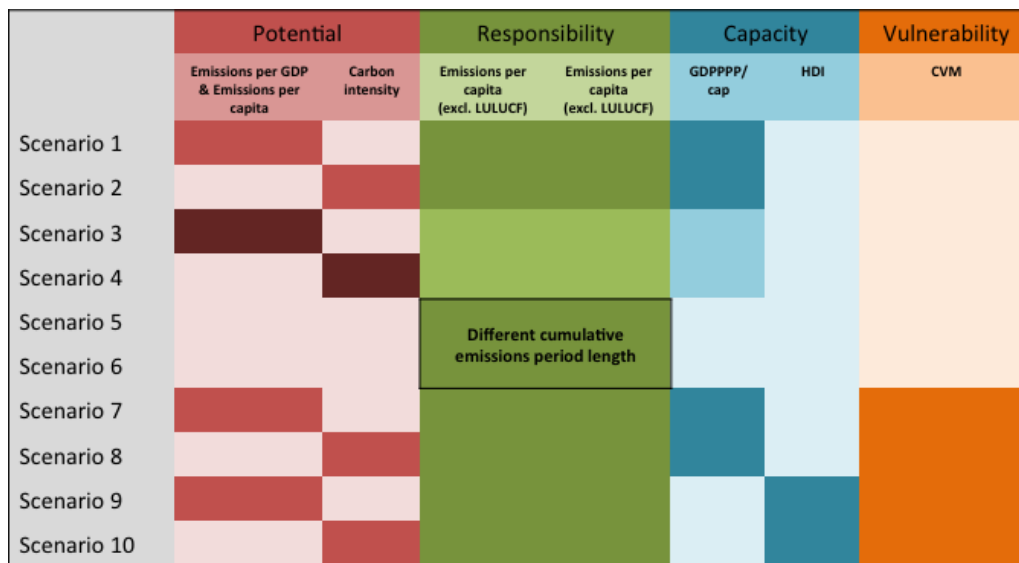 Potential Responsibility Capacity Vulnerability
Emissions per GDP
& Emissions per
capita
Carbon
intensity
Emissions per
capita
(excl. LULUCF)
Emissions per
capita
(excl. LULUCF)
GDPPPP/
cap
HDI
CVM
Scenario 1
Scenario 2
Scenario 3
Scenario 4
Scenario 5
Different cumulative
emissions period length
Scenario 6
Scenario 7
Scenario 8
Scenario 9
Scenario 10